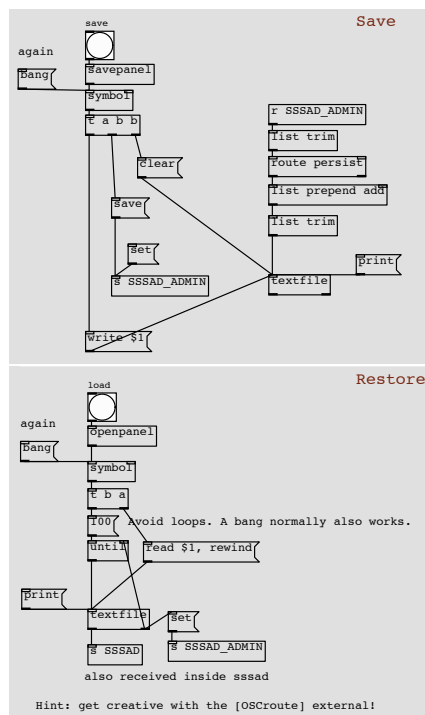 save
Save
again
bang
savepanel
symbol
t a b b
r SSSAD_ADMIN
list trim
clear
route persist
save
list prepend add
list trim
set
print
s SSSAD_ADMIN
textfile
write $1
Restore
load
again
openpanel
bang
symbol
t b a
100
Avoid loops. A bang normally also works.
until
read $1, rewind
print
textfile
set
s SSSAD
s SSSAD_ADMIN
also received inside sssad
Hint: get creative with the [OSCroute] external!